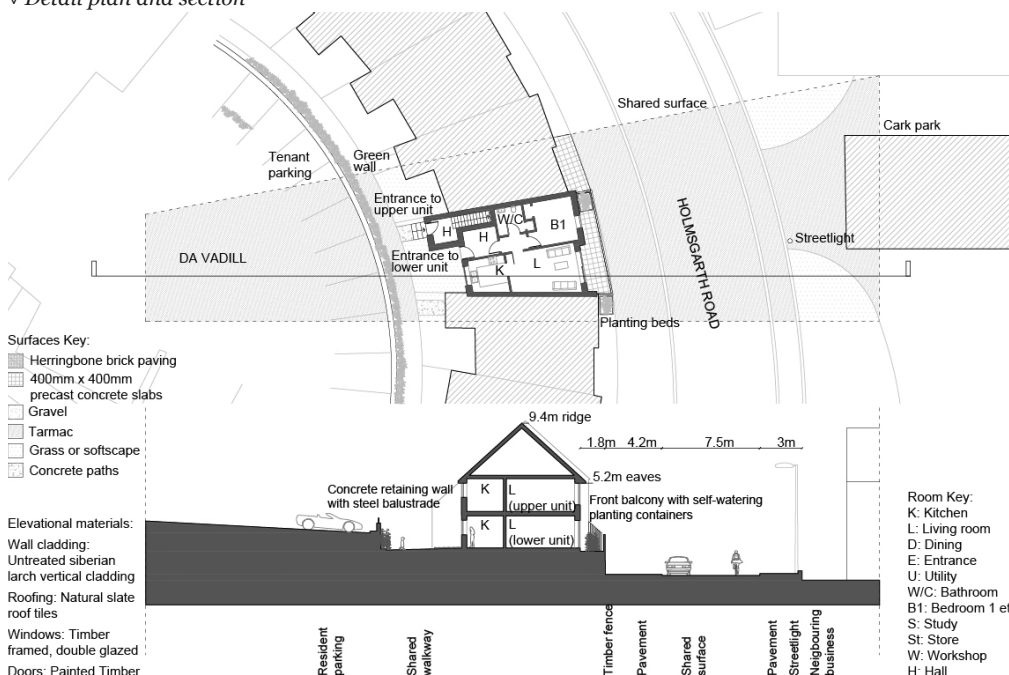 Detail plan and section
Shared surface
Cark park
Tenant
parking
Green
wall
Entrance to
upper unit
W/C
H
H
B1
HOLMSGARTH ROAD
Streetlight
DA VADILL
Entrance to
lower unit
K
L
Planting beds
Surfaces Key:
Herringbone brick paving
400mm x 400mm
precast concrete slabs
Gravel
Tarmac
Grass or softscape
Concrete paths
9.4m ridge
1.8m 4.2m 7.5m 3m
5.2m eaves
Concrete retaining wall
with steel balustrade
K
L
(upper unit)
Front balcony with self-watering
planting containers
K
L
(lower unit)
Elevational materials:
Wall cladding:
Untreated siberian
larch vertical cladding
Roofing: Natural slate
roof tiles
Windows: Timber
framed, double glazed
Doors: Painted Timber
Resident
parking
Shared
walkway
Timber fence
Pavement
Shared
surface
Pavement
Streetlight
Neigbouring
business
Room Key:
K: Kitchen
L: Living room
D: Dining
E: Entrance
U: Utility
W/C: Bathroom
B1: Bedroom 1 et
S: Study
St: Store
W: Workshop
H: Hall